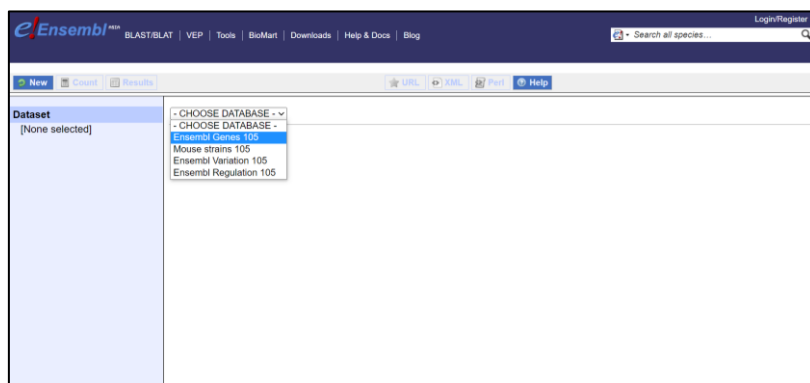 Login/Register
e!Ensembl BLAST/BLAT | VEP | Tools | BioMart | Downloads | Help & Docs | Blog
Search all species...
New Count Results URL XML Perl Help
Dataset
[None selected]
- CHOOSE DATABASE -
- CHOOSE DATABASE -
Ensembl Genes 105
Mouse strains 105
Ensembl Variation 105
Ensembl Regulation 105